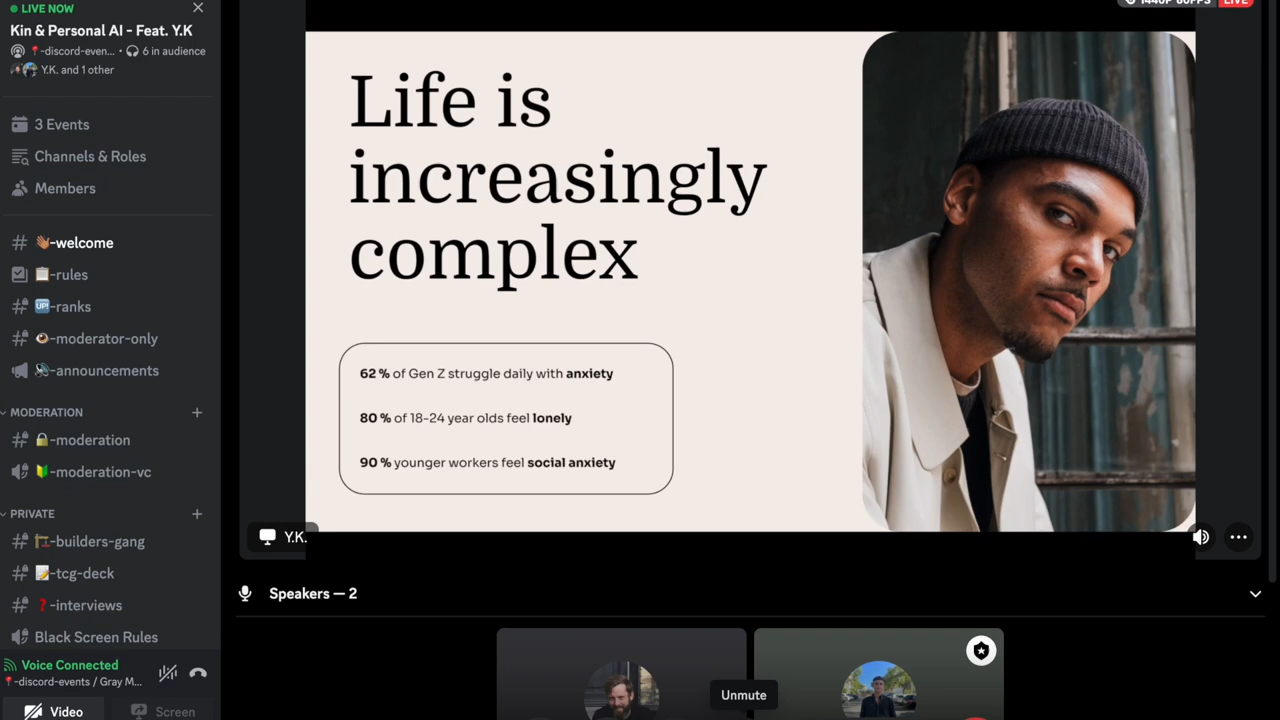 LIVE NOW
Kin & Personal AI - Feat. Y.K
📍-discord-even... • 6 in audience
Y.K. and 1 other
3 Events
Channels & Roles
Members
👋🏽-welcome
📋-rules
🆙-ranks
👁-moderator-only
🔊-announcements
MODERATION
🔒-moderation
🔰-moderation-vc
PRIVATE
🏗-builders-gang
📝-tcg-deck
❓-interviews
Black Screen Rules
Voice Connected
📍-discord-events / Gray M...
Video
Screen
1440P 60FPS
LIVE
Life is
increasingly
complex
62 % of Gen Z struggle daily with anxiety
80 % of 18-24 year olds feel lonely
90 % younger workers feel social anxiety
Y.K.
Speakers — 2
Unmute